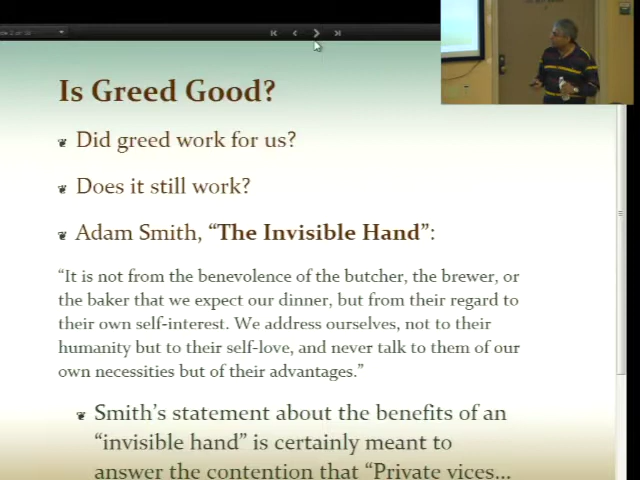 Is Greed Good?
Did greed work for us?
Does it still work?
Adam Smith, “The Invisible Hand”:
“It is not from the benevolence of the butcher, the brewer, or
the baker that we expect our dinner, but from their regard to
their own self-interest. We address ourselves, not to their
humanity but to their self-love, and never talk to them of our
own necessities but of their advantages.”
Smith’s statement about the benefits of an
“invisible hand” is certainly meant to
answer the contention that “Private vices...